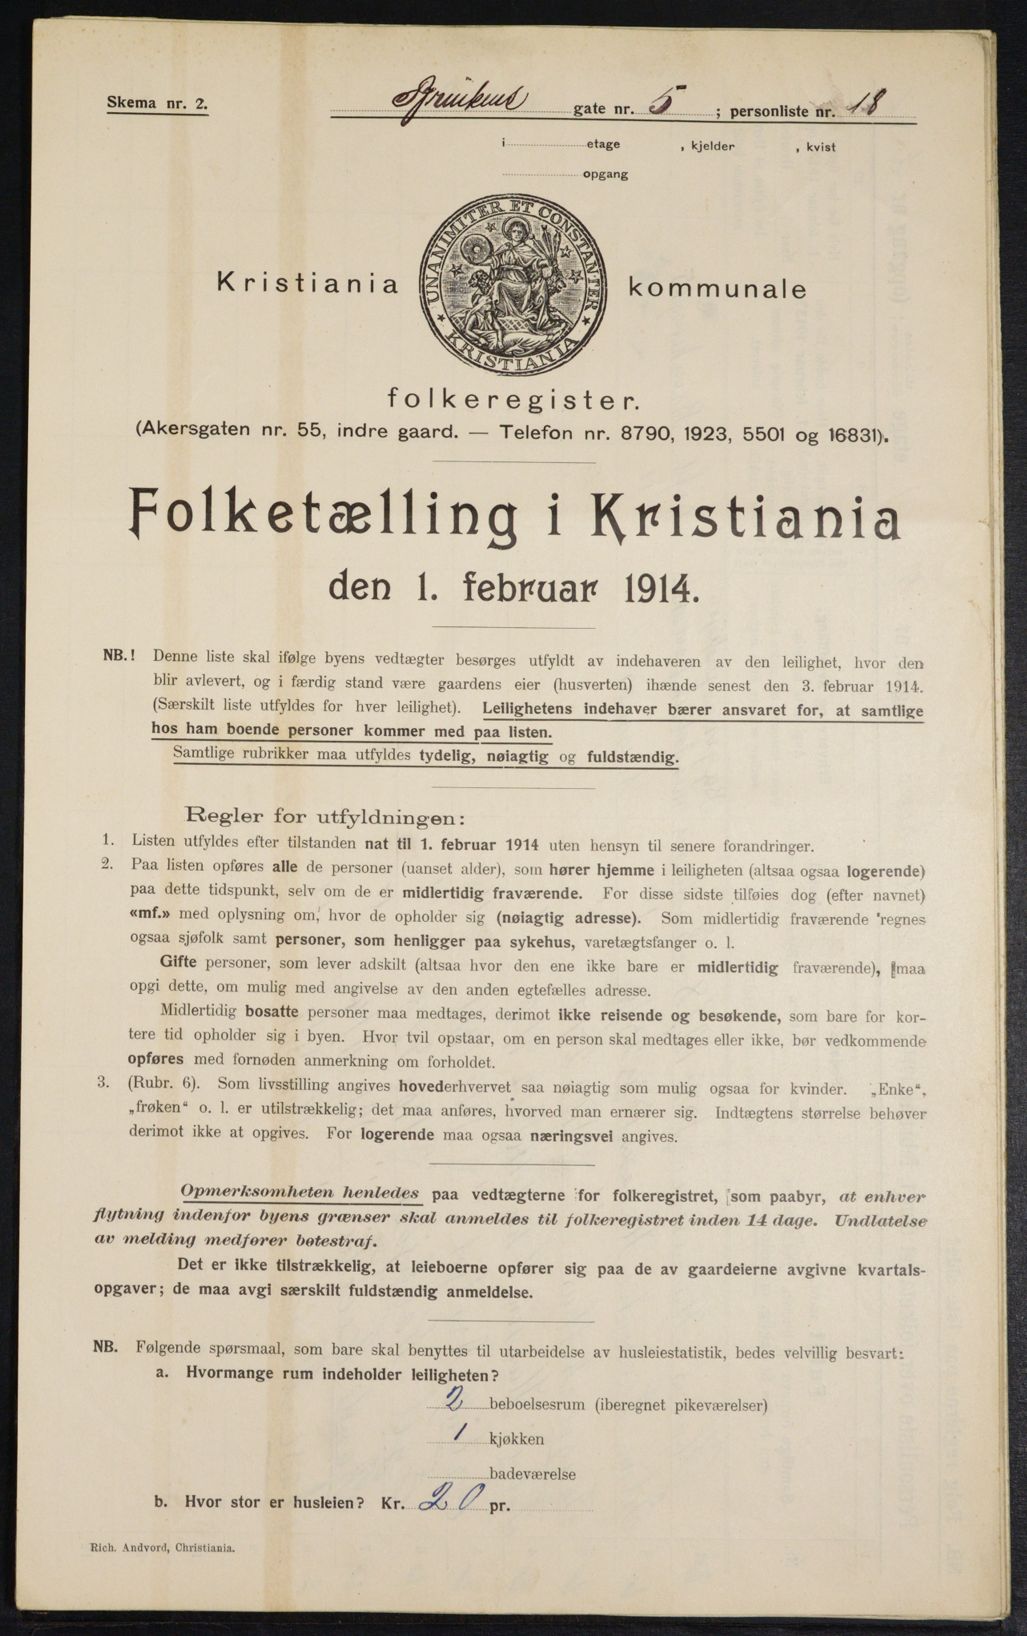 Skema nr. 2.
gate nr. 5 ; personliste nr. 18
i etage , kjelder , kvist
opgang
UNANIMITER ET CONSTANTER
KRISTIANIA
Kristiania kommunale
folkeregister.
(Akersgaten nr. 55, indre gaard. — Telefon nr. 8790, 1923, 5501 og 16831).
Folketælling i Kristiania
den 1. februar 1914.
NB.! Denne liste skal ifølge byens vedtægter besørges utfyldt av indehaveren av den leilighet, hvor den
blir avlevert, og i færdig stand være gaardens eier (husverten) ihænde senest den 3. februar 1914.
(Særskilt liste utfyldes for hver leilighet). Leilighetens indehaver bærer ansvaret for, at samtlige
hos ham boende personer kommer med paa listen.
Samtlige rubrikker maa utfyldes tydelig, nøiagtig og fuldstændig.
Regler for utfyldningen:
1. Listen utfyldes efter tilstanden nat til 1. februar 1914 uten hensyn til senere forandringer.
2. Paa listen opføres alle de personer (uanset alder), som hører hjemme i leiligheten (altsaa ogsaa logerende)
paa dette tidspunkt, selv om de er midlertidig fraværende. For disse sidste tilføies dog (efter navnet)
«mf.» med oplysning om, hvor de opholder sig (nøiagtig adresse). Som midlertidig fraværende regnes
ogsaa sjøfolk samt personer, som henligger paa sykehus, varetægtsfanger o. l.
Gifte personer, som lever adskilt (altsaa hvor den ene ikke bare er midlertidig fraværende), maa
opgi dette, om mulig med angivelse av den anden egtefælles adresse.
Midlertidig bosatte personer maa medtages, derimot ikke reisende og besøkende, som bare for kor-
tere tid opholder sig i byen. Hvor tvil opstaar, om en person skal medtages eller ikke, bør vedkommende
opføres med fornøden anmerkning om forholdet.
3. (Rubr. 6). Som livsstilling angives hovederhvervet saa nøiagtig som mulig ogsaa for kvinder. „Enke“,
„frøken“ o. l. er utilstrækkelig; det maa anføres, hvorved man ernærer sig. Indtægtens størrelse behøver
derimot ikke at opgives. For logerende maa ogsaa næringsvei angives.
Opmerksomheten henledes paa vedtægterne for folkeregistret, som paabyr, at enhver
flytning indenfor byens grænser skal anmeldes til folkeregistret inden 14 dage. Undlatelse
av melding medfører bøtestraf.
Det er ikke tilstrækkelig, at leieboerne opfører sig paa de av gaardeierne avgivne kvartals-
opgaver; de maa avgi særskilt fuldstændig anmeldelse.
NB. Følgende spørsmaal, som bare skal benyttes til utarbeidelse av husleiestatistik, bedes velvillig besvart:
a. Hvormange rum indeholder leiligheten?
2 beboelsesrum (iberegnet pikeværelser)
1 kjøkken
badeværelse
b. Hvor stor er husleien? Kr. 20 pr.
Rich. Andvord, Christiania.